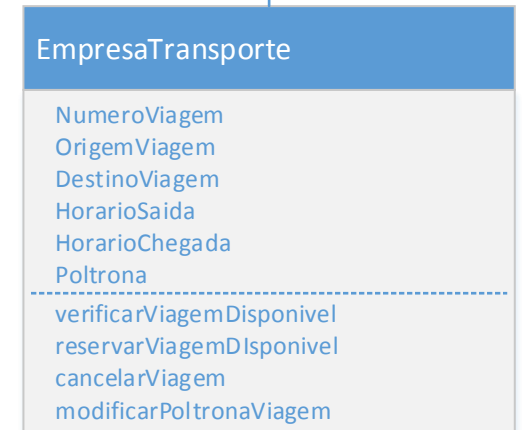 EmpresaTransporte
NumeroViagem
OrigemViagem
DestinoViagem
HorarioSaida
HorarioChegada
Poltrona
verificarViagemDisponivel
reservarViagemDIsponivel
cancelarViagem
modificarPoltronaViagem